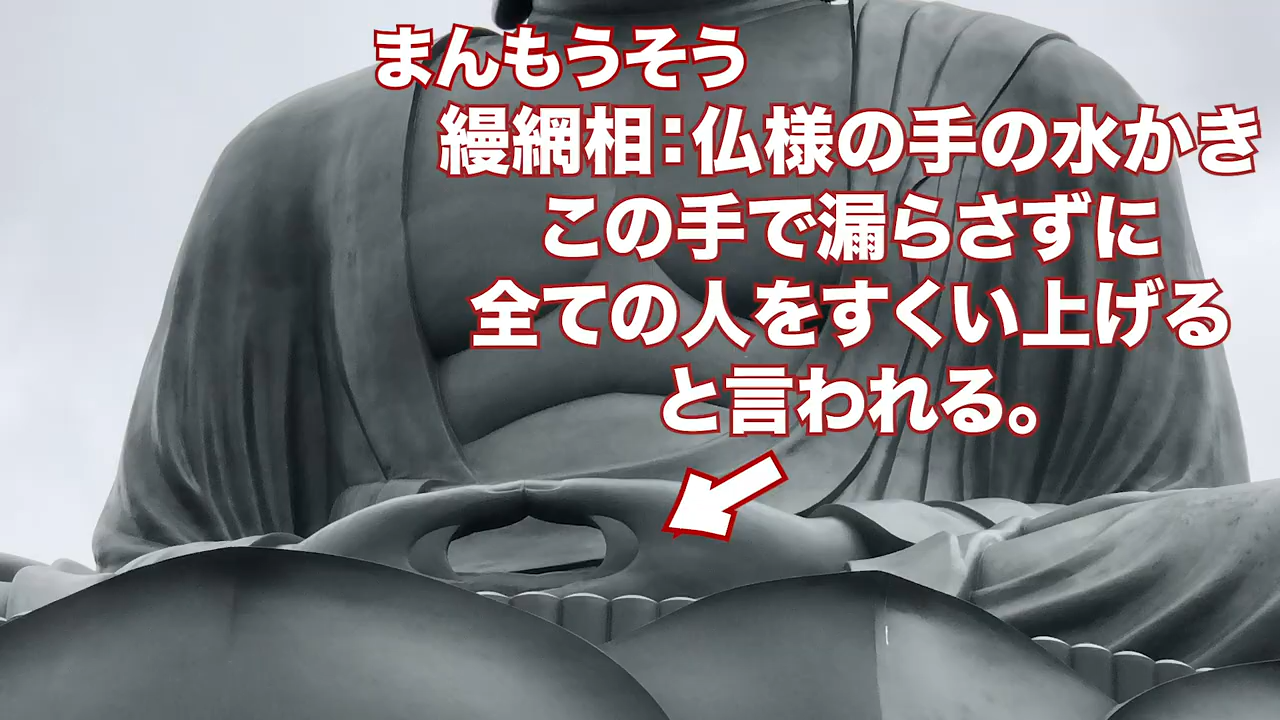 まんもうそう
縵網相：仏様の手の水かき
この手で漏らさずに
全ての人をすくい上げる
と言われる。